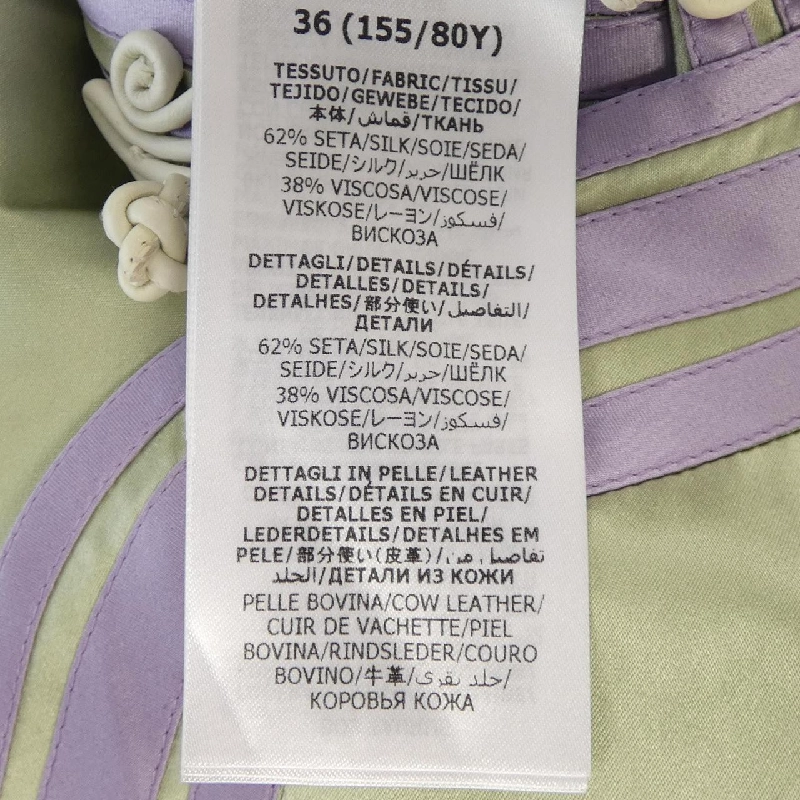 36 (155/80Y)
TESSUTO/FABRIC/TISSU/
TEJIDO/GEWEBE/TECIDO/
本体/قماش/ТКАНЬ
62% SETA/SILK/SOIE/SEDA/
SEIDE/シルク/حرير/ШЁЛК
38% VISCOSA/VISCOSE/
VISKOSE/レーヨン/فسكوز/
ВИСКОЗА
DETTAGLI/DETAILS/DÉTAILS/
DETALLES/DETAILS/
DETALHES/部分使い/التفاصيل/
ДЕТАЛИ
62% SETA/SILK/SOIE/SEDA/
SEIDE/シルク/حرير/ШЁЛК
38% VISCOSA/VISCOSE/
VISKOSE/レーヨン/فسكوز/
ВИСКОЗА
DETTAGLI IN PELLE/LEATHER
DETAILS/DÉTAILS EN CUIR/
DETALLES EN PIEL/
LEDERDETAILS/DETALHES EM
PELE/部分使い(皮革)/تفاصيل من
الجلد/ДЕТАЛИ ИЗ КОЖИ
PELLE BOVINA/COW LEATHER/
CUIR DE VACHETTE/PIEL
BOVINA/RINDSLEDER/COURO
BOVINO/牛革/جلد بقري/
КОРОВЬЯ КОЖА